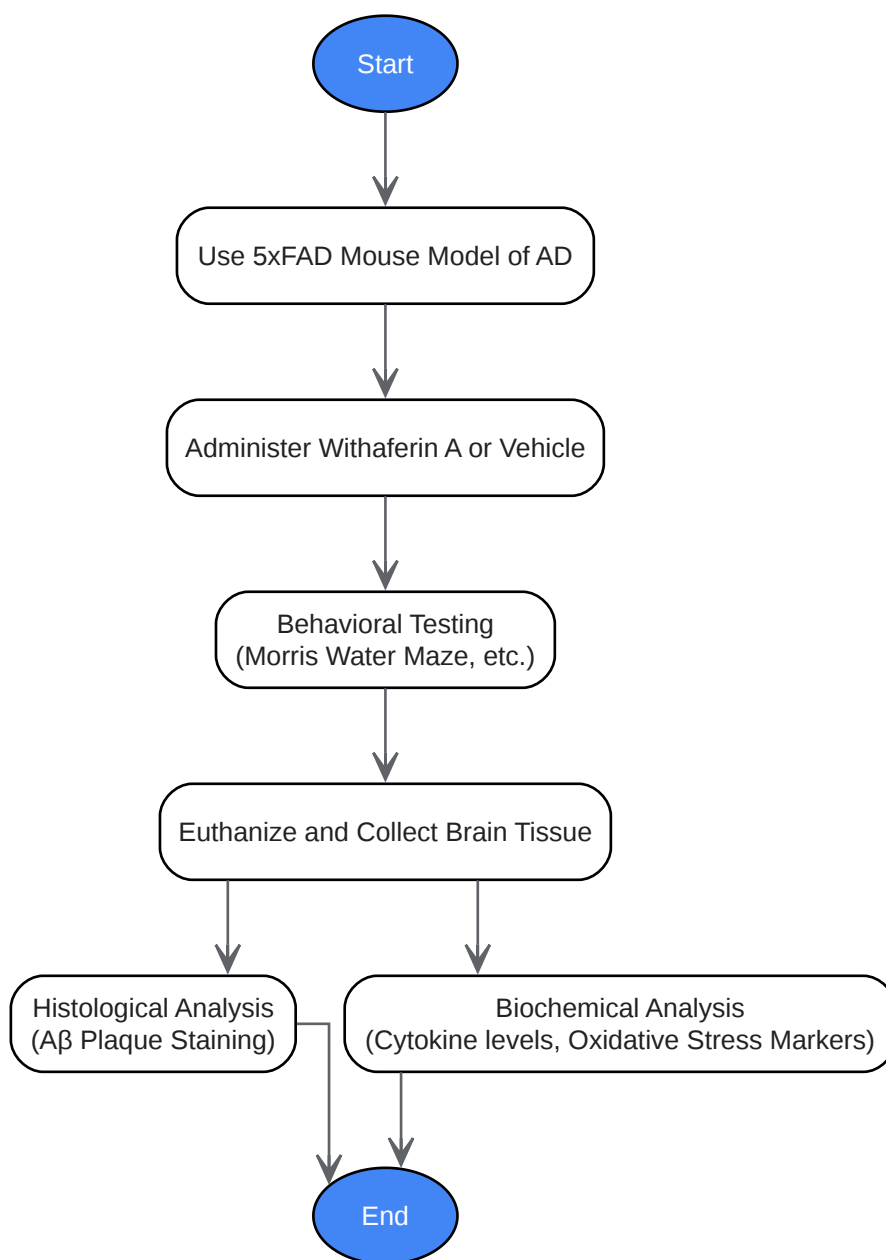 Start
Use 5xFAD Mouse Model of AD
Administer Withaferin A or Vehicle
Behavioral Testing
(Morris Water Maze, etc.)
Euthanize and Collect Brain Tissue
Histological Analysis
(Aβ Plaque Staining)
Biochemical Analysis
(Cytokine levels, Oxidative Stress Markers)
End